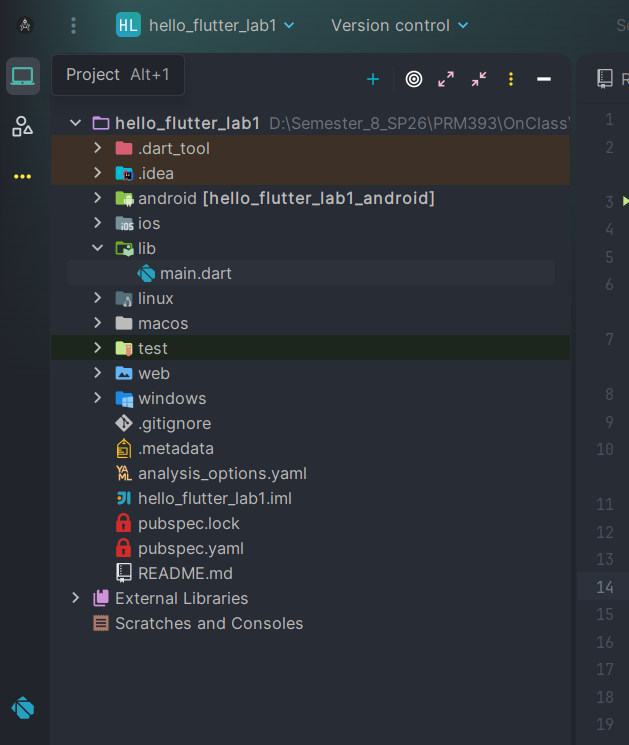 HL hello_flutter_lab1 Version control
Project Alt+1
hello_flutter_lab1 D:\Semester_8_SP26\PRM393\OnClass\
.dart_tool
.idea
android [hello_flutter_lab1_android]
iOS ios
lib
main.dart
linux
macos
test
web
windows
.gitignore
.metadata
YAML analysis_options.yaml
hello_flutter_lab1.iml
pubspec.lock
pubspec.yaml
README.md
External Libraries
Scratches and Consoles
1
2
3
4
5
6
7
8
9
10
11
12
13
14
15
16
17
18
19